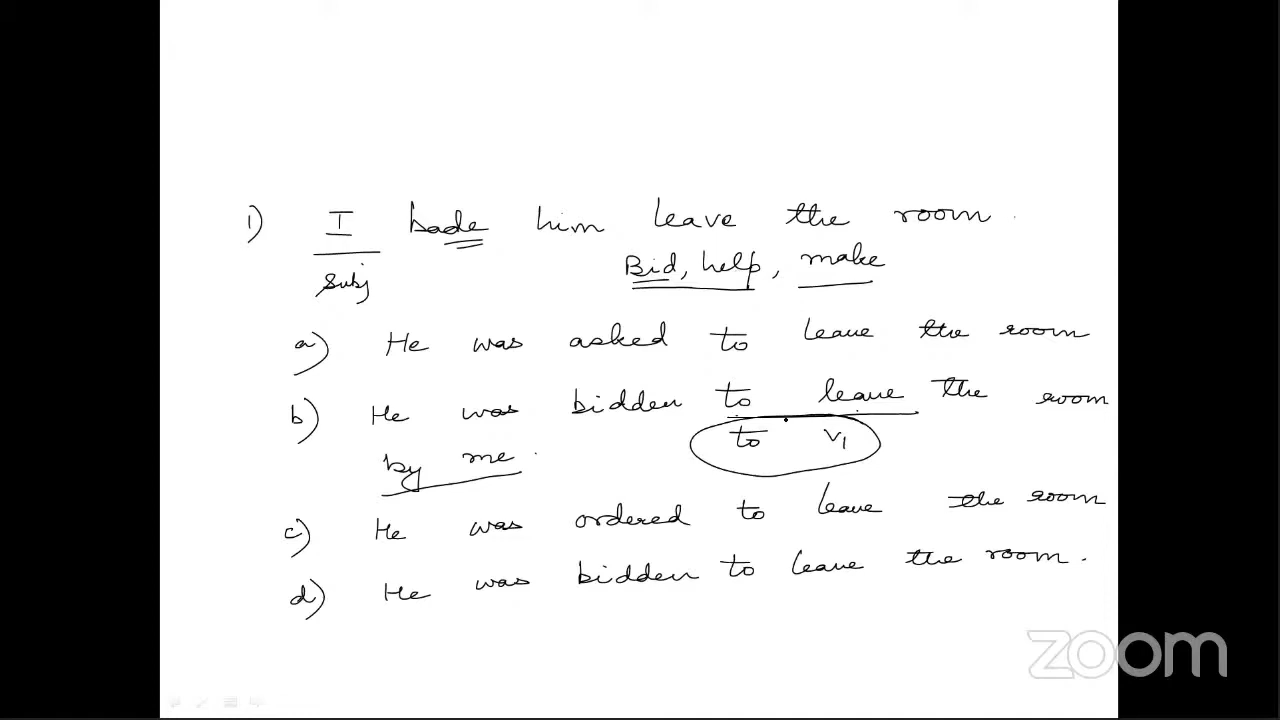 1) I bade him leave the room.
subj
Bid, help, make
a) He was asked to leave the room
b) He was bidden to leave the room
to V1
by me.
c) He was ordered to leave the room
d) He was bidden to leave the room.
zoom